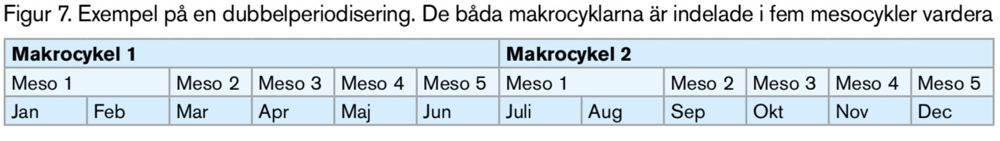 Figur 7. Exempel på en dubbelperiodisering. De båda makrocyklarna är indelade i fem mesocykler vardera
Makrocykel 1 Makrocykel 2
Meso 1 Meso 2 Meso 3 Meso 4 Meso 5 Meso 1 Meso 2 Meso 3 Meso 4 Meso 5
Jan Feb Mar Apr Maj Jun Juli Aug Sep Okt Nov Dec